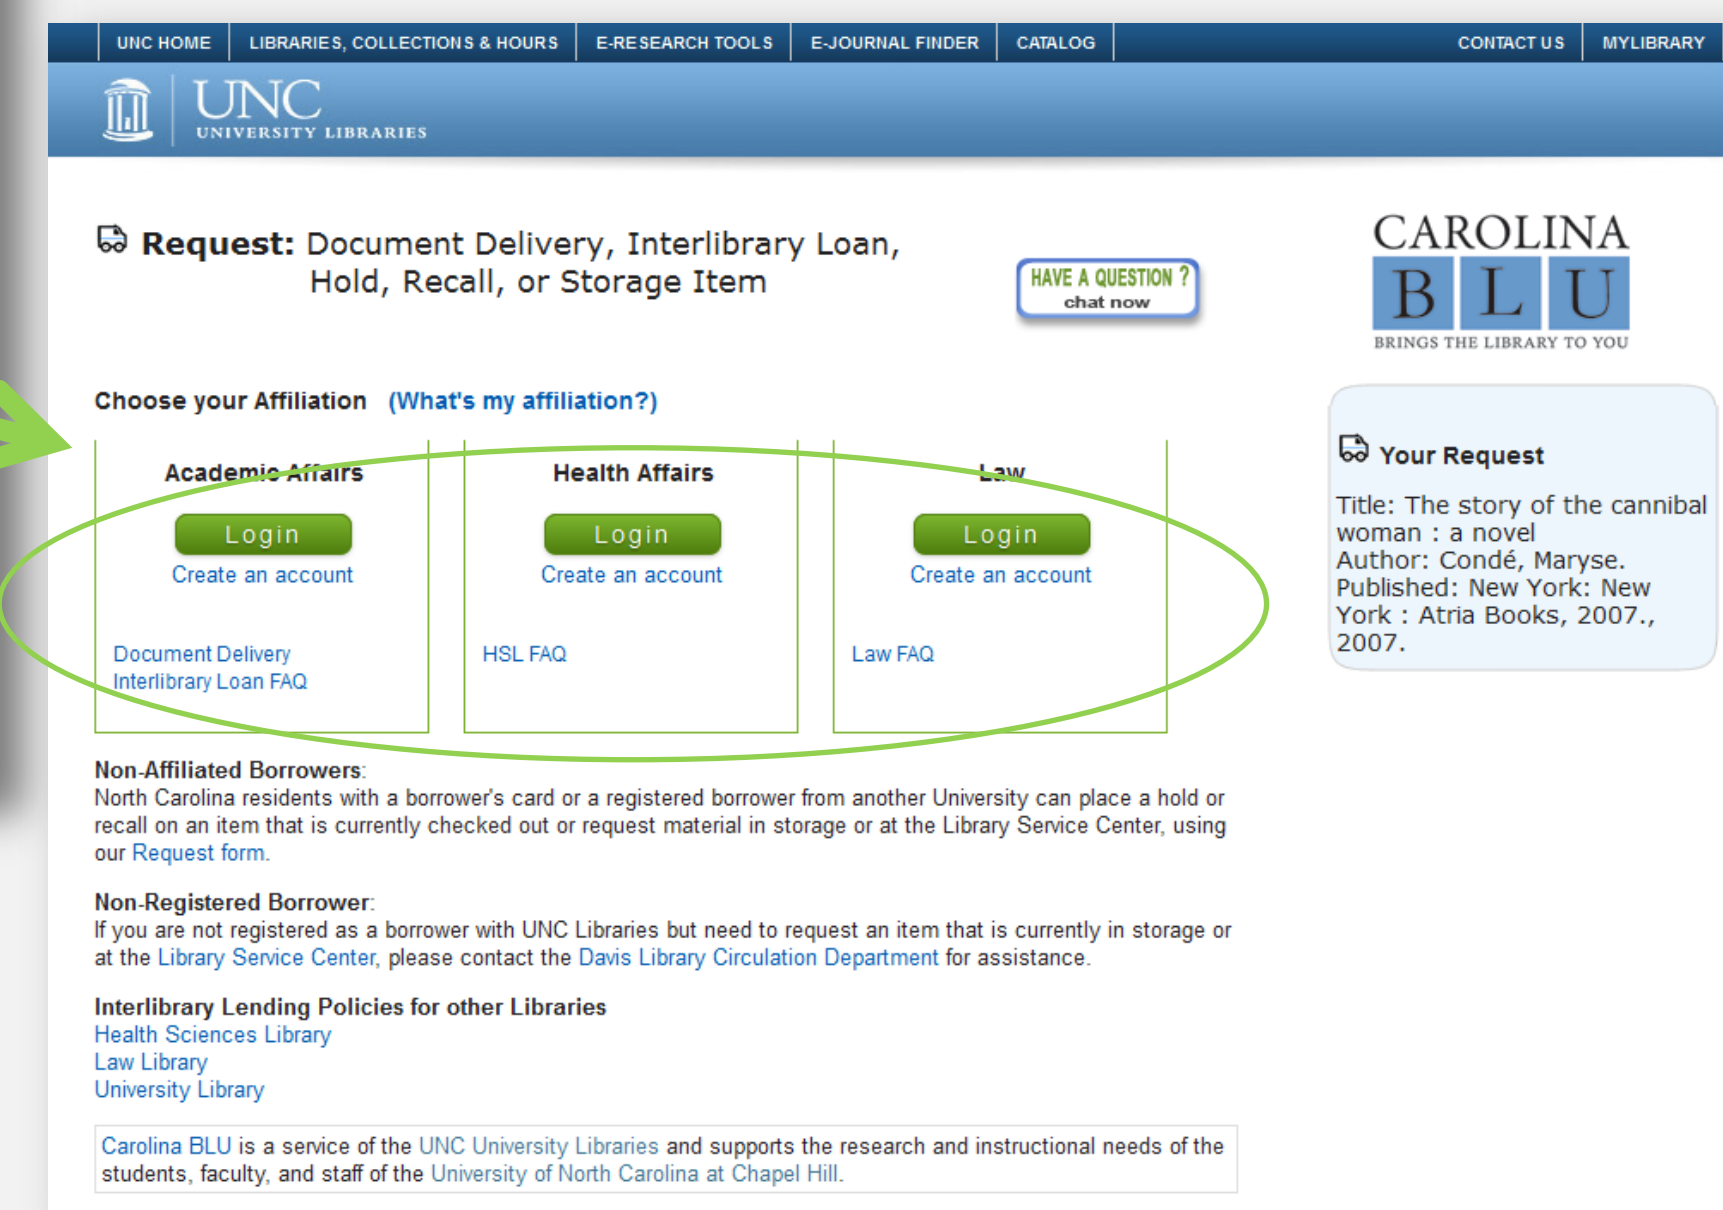 UNC HOME LIBRARIES, COLLECTIONS & HOURS E-RESEARCH TOOLS E-JOURNAL FINDER CATALOG CONTACT US MYLIBRARY
UNC
UNIVERSITY LIBRARIES
Request: Document Delivery, Interlibrary Loan,
Hold, Recall, or Storage Item
HAVE A QUESTION ?
chat now
CAROLINA
BLU
BRINGS THE LIBRARY TO YOU
Choose your Affiliation (What's my affiliation?)
Academic Affairs
Login
Create an account
Document Delivery
Interlibrary Loan FAQ
Health Affairs
Login
Create an account
HSL FAQ
Law
Login
Create an account
Law FAQ
Your Request
Title: The story of the cannibal
woman : a novel
Author: Condé, Maryse.
Published: New York: New
York : Atria Books, 2007.,
2007.
Non-Affiliated Borrowers:
North Carolina residents with a borrower's card or a registered borrower from another University can place a hold or
recall on an item that is currently checked out or request material in storage or at the Library Service Center, using
our Request form.
Non-Registered Borrower:
If you are not registered as a borrower with UNC Libraries but need to request an item that is currently in storage or
at the Library Service Center, please contact the Davis Library Circulation Department for assistance.
Interlibrary Lending Policies for other Libraries
Health Sciences Library
Law Library
University Library
Carolina BLU is a service of the UNC University Libraries and supports the research and instructional needs of the
students, faculty, and staff of the University of North Carolina at Chapel Hill.